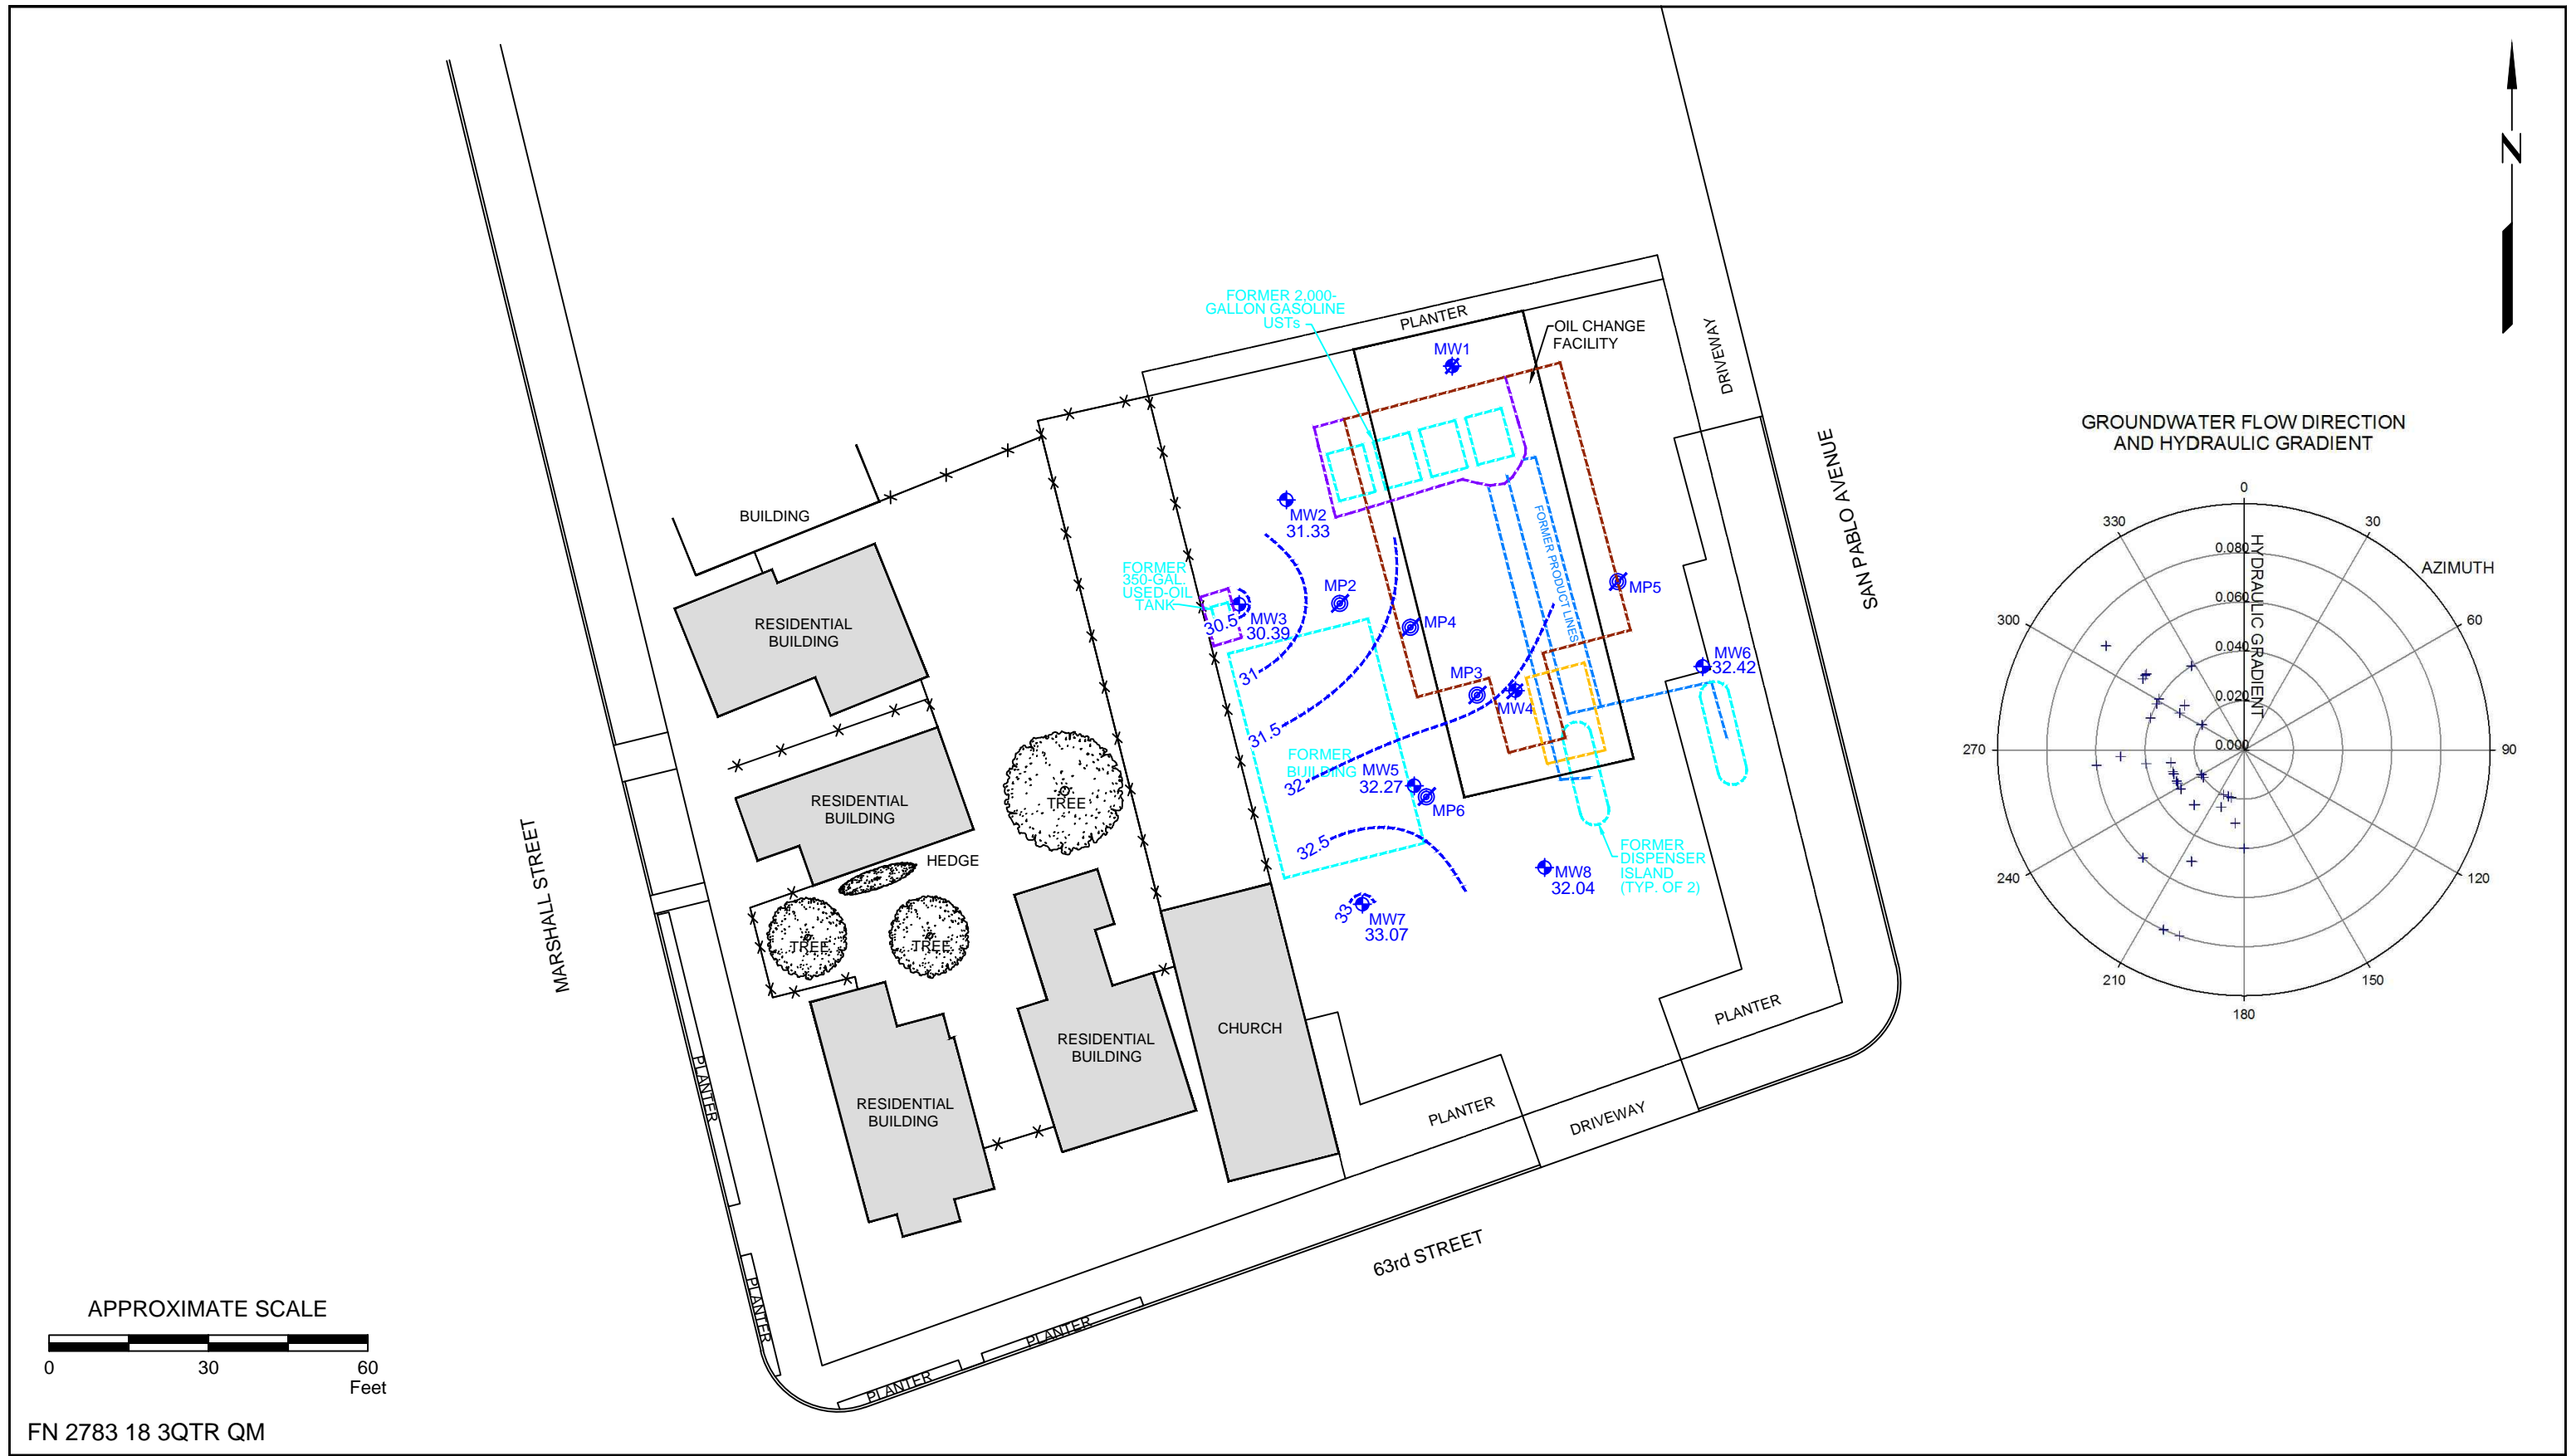 FORMER 2,000-
GALLON GASOLINE
USTs
PLANTER
OIL CHANGE
FACILITY
DRIVEWAY
N
MW1
GROUNDWATER FLOW DIRECTION
AND HYDRAULIC GRADIENT
SAN PABLO AVENUE
BUILDING
MW2
31.33
FORMER PRODUCT LINES
FORMER
350-GAL.
USED-OIL
TANK
MP2
MP5
RESIDENTIAL
BUILDING
30.5
MW3
30.39
MP4
MW6
32.42
31
MP3
MW4
31.5
FORMER
BUILDING
32
MW5
32.27
MP6
RESIDENTIAL
BUILDING
TREE
MARSHALL STREET
32.5
HEDGE
FORMER
DISPENSER
ISLAND
(TYP. OF 2)
MW8
32.04
33
MW7
33.07
TREE
TREE
PLANTER
CHURCH
RESIDENTIAL
BUILDING
RESIDENTIAL
BUILDING
PLANTER
PLANTER
DRIVEWAY
63rd STREET
PLANTER
PLANTER
PLANTER
0
330
30
HYDRAULIC GRADIENT
0.080
AZIMUTH
0.060
300
60
0.040
0.020
0.000
270
90
240
120
210
150
180
APPROXIMATE SCALE
0 30 60
Feet
FN 2783 18 3QTR QM